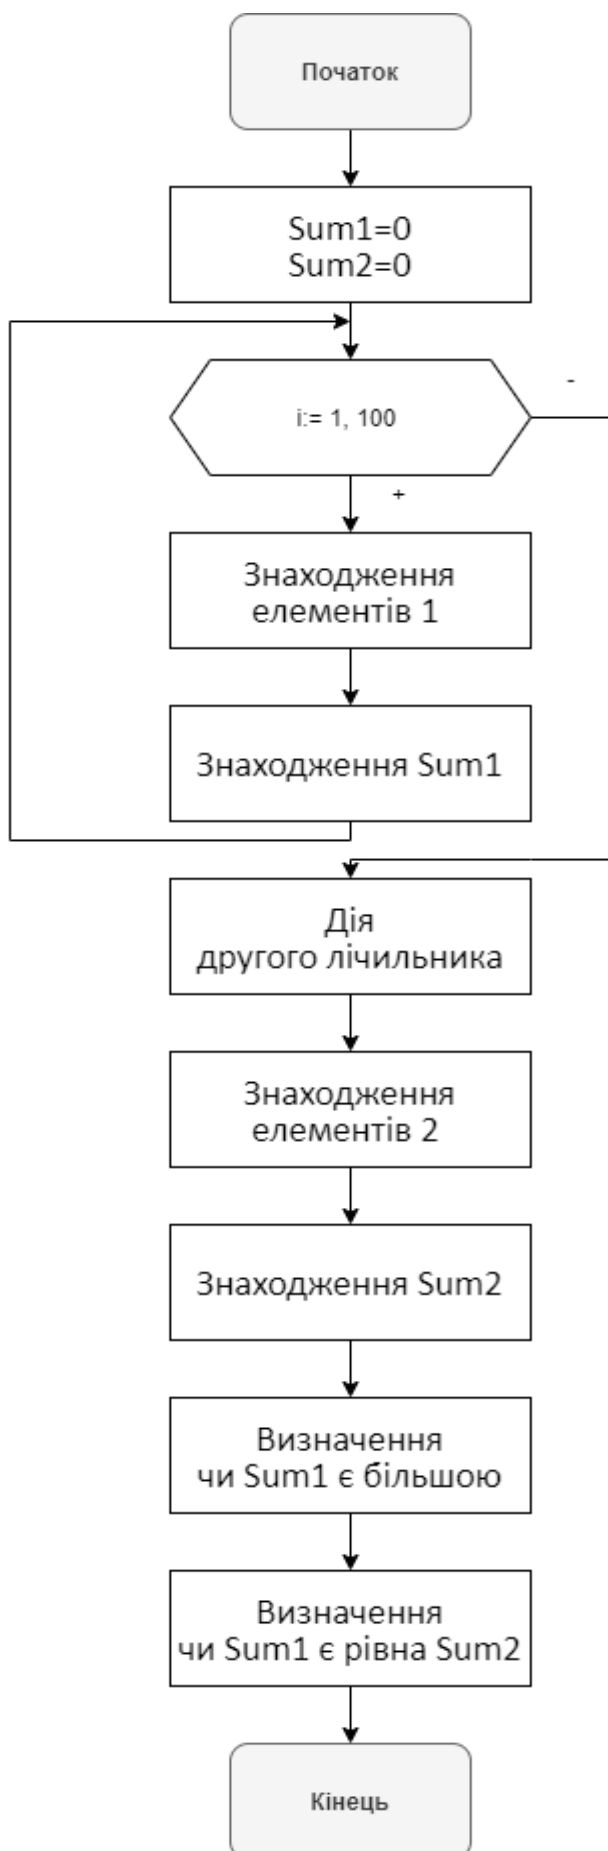 Початок
Sum1=0
Sum2=0
-
i:= 1, 100
+
Знаходження
елементів 1
Знаходження Sum1
Дія
другого лічильника
Знаходження
елементів 2
Знаходження Sum2
Визначення
чи Sum1 є більшою
Визначення
чи Sum1 є рівна Sum2
Кінець